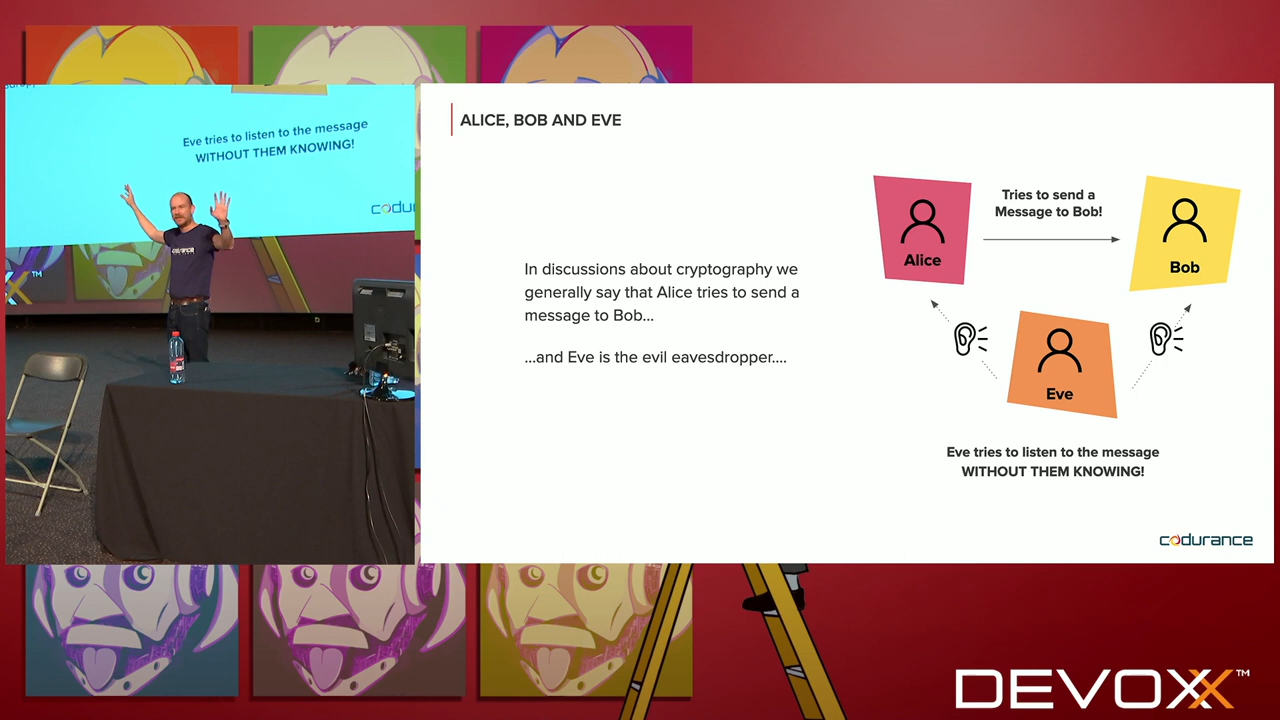 Eve tries to listen to the message
WITHOUT THEM KNOWING!
codurance
ALICE, BOB AND EVE
In discussions about cryptography we
generally say that Alice tries to send a
message to Bob...
...and Eve is the evil eavesdropper....
Tries to send a
Message to Bob!
Alice
Bob
Eve
Eve tries to listen to the message
WITHOUT THEM KNOWING!
codurance
DEVOXX™